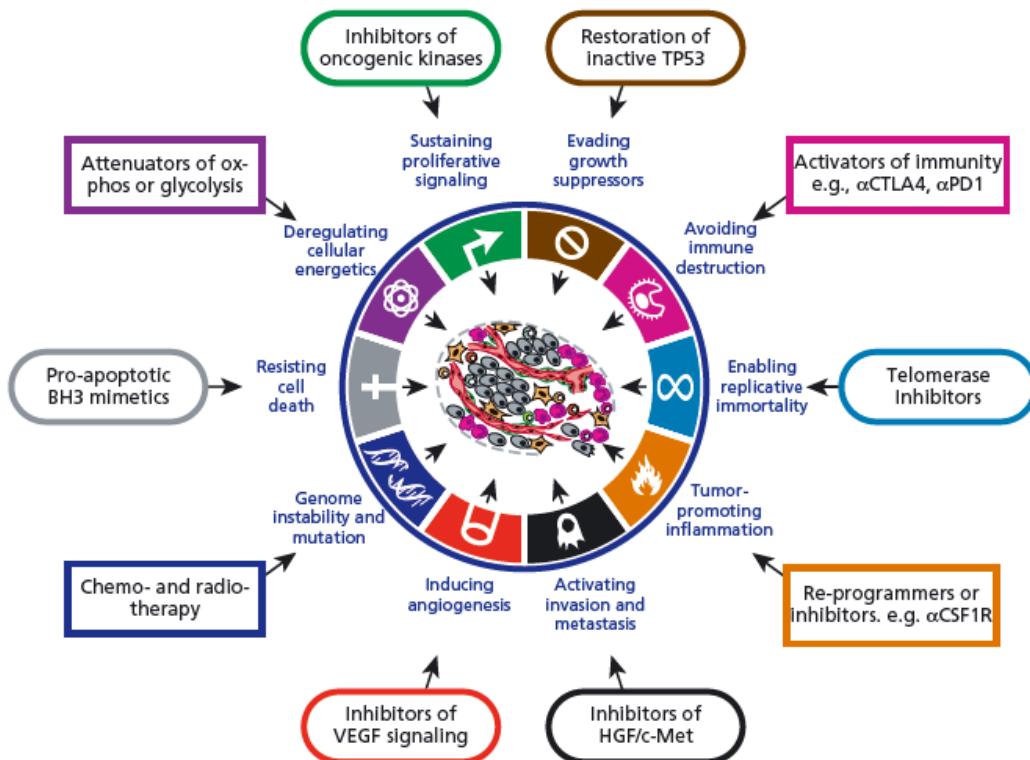 Inhibitors of
oncogenic kinases
Restoration of
inactive TP53
Sustaining
proliferative
signaling
Evading
growth
suppressors
Attenuators of ox-
phos or glycolysis
Activators of immunity
e.g., αCTLA4, αPD1
Deregulating
cellular
energetics
Avoiding
immune
destruction
Pro-apoptotic
BH3 mimetics
Resisting
cell
death
Enabling
replicative
immortality
Telomerase
Inhibitors
Genome
instability and
mutation
Tumor-
promoting
inflammation
Chemo- and radio-
therapy
Inducing
angiogenesis
Activating
invasion and
metastasis
Re-programmers or
inhibitors. e.g. αCSF1R
Inhibitors of
VEGF signaling
Inhibitors of
HGF/c-Met